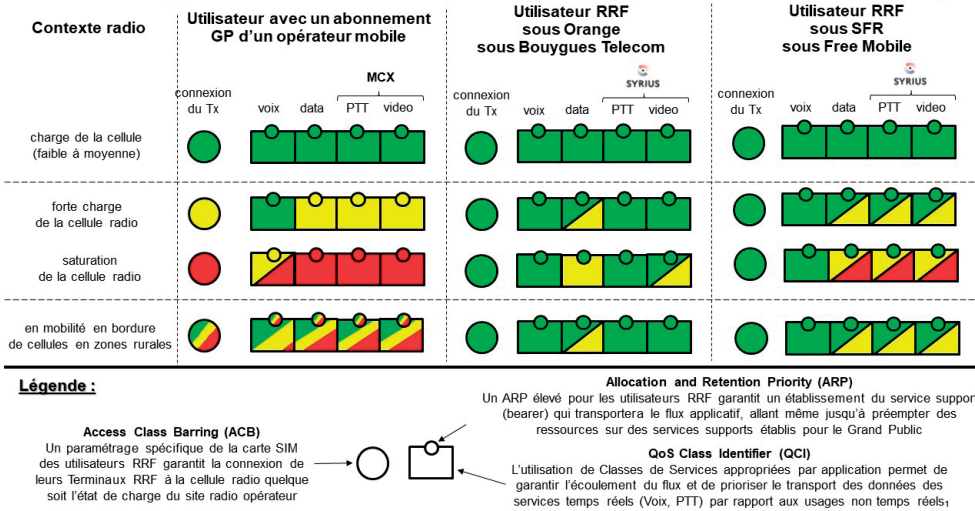 Contexte radio
Utilisateur avec un abonnement
GP d'un opérateur mobile
Utilisateur RRF
sous Orange
sous Bouygues Telecom
Utilisateur RRF
sous SFR
sous Free Mobile
MCX
SYRIUS
SYRIUS
connexion
du Tx
voix data PTT video
connexion
du Tx
voix data PTT video
connexion
du Tx
voix data PTT video
charge de la cellule
(faible à moyenne)
forte charge
de la cellule radio
saturation
de la cellule radio
en mobilité en bordure
de cellules en zones rurales
Légende :
Access Class Barring (ACB)
Un paramétrage spécifique de la carte SIM
des utilisateurs RRF garantit la connexion de
leurs Terminaux RRF à la cellule radio quelque
soit l'état de charge du site radio opérateur
Allocation and Retention Priority (ARP)
Un ARP élevé pour les utilisateurs RRF garantit un établissement du service support
(bearer) qui transportera le flux applicatif, allant même jusqu'à préempter des
ressources sur des services supports établis pour le Grand Public
QoS Class Identifier (QCI)
L'utilisation de Classes de Services appropriées par application permet de
garantir l'écoulement du flux et de prioriser le transport des données des
services temps réels (Voix, PTT) par rapport aux usages non temps réels.
1